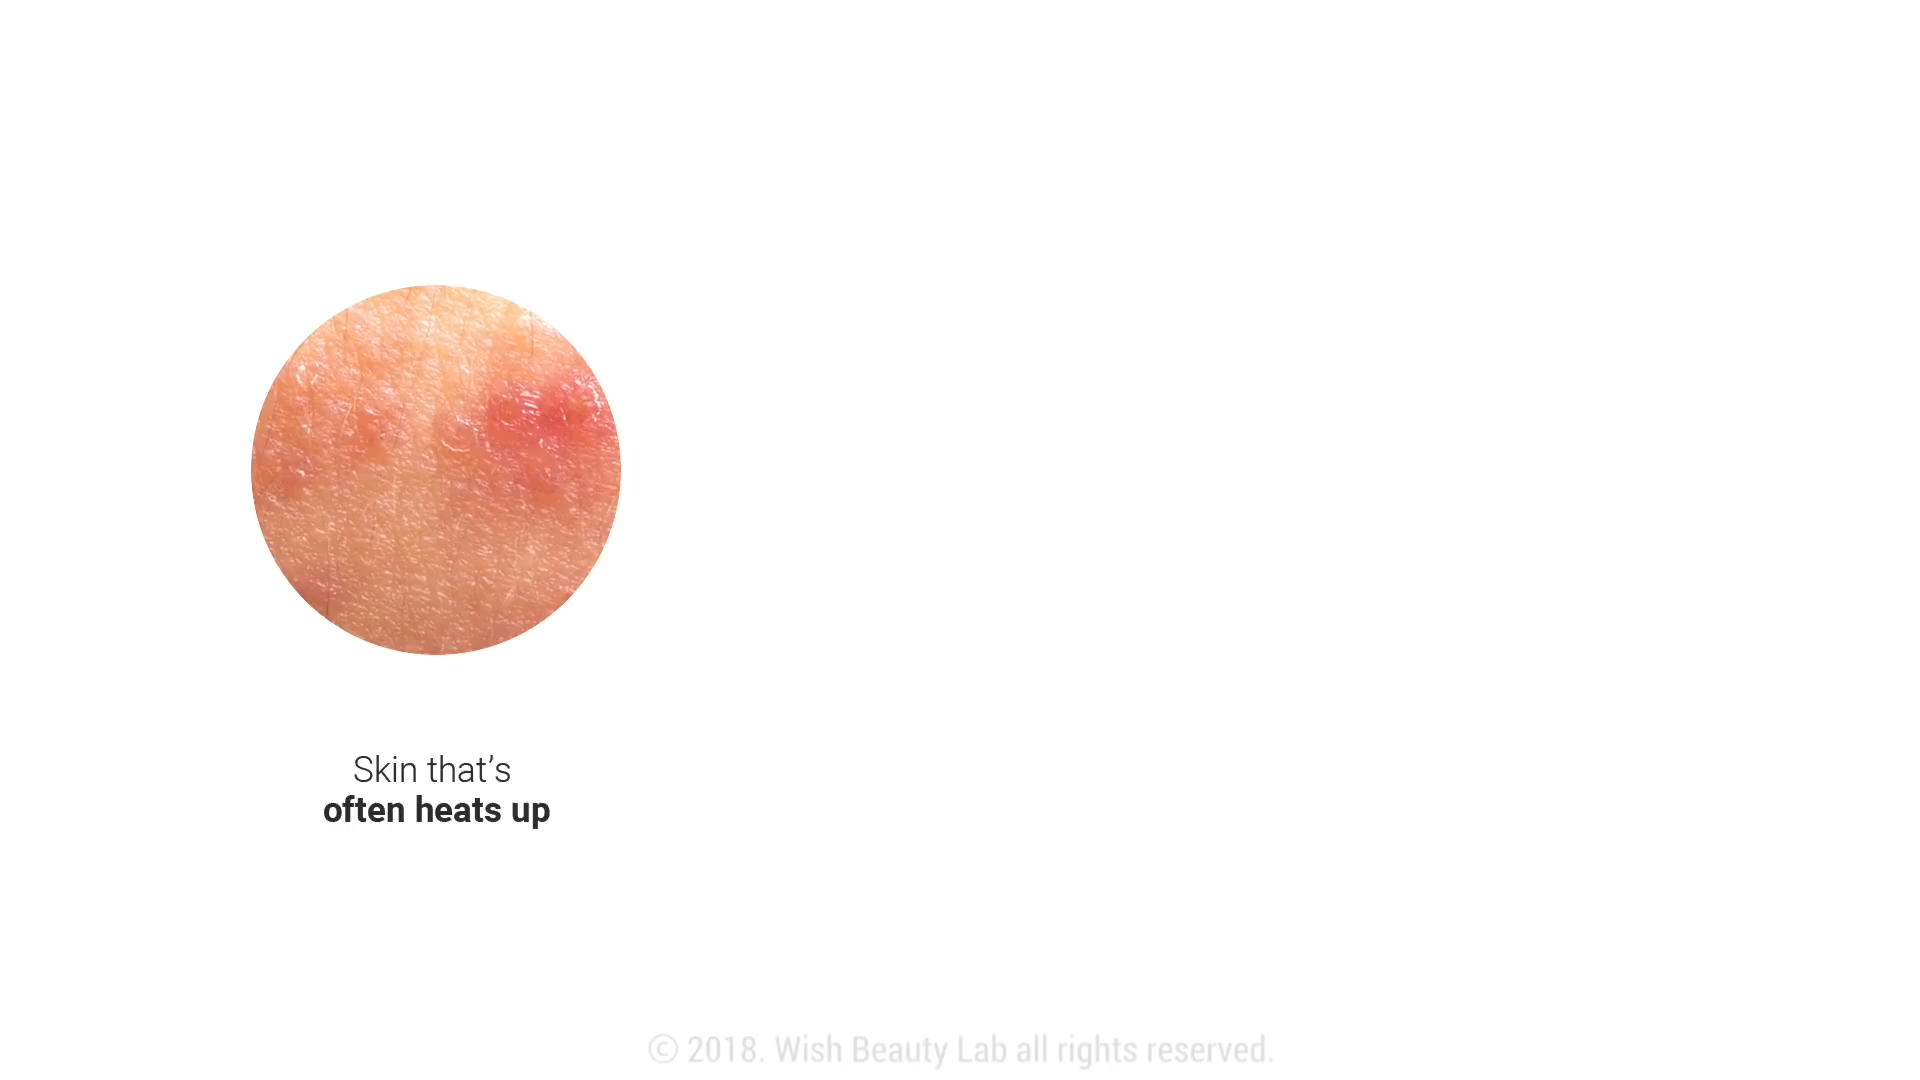 Skin that’s
often heats up
© 2018. Wish Beauty Lab all rights reserved.